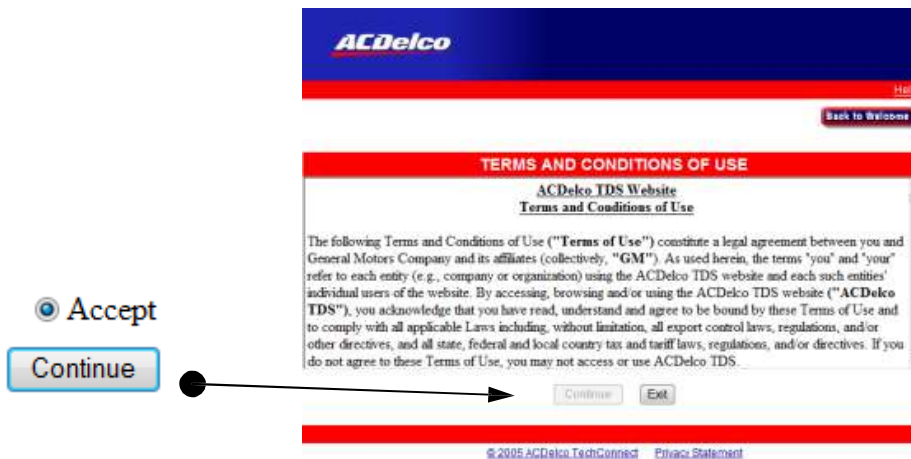 ACDelco
Hel
Back to Welcome
TERMS AND CONDITIONS OF USE
ACDelco TDS Website
Terms and Conditions of Use
The following Terms and Conditions of Use ("Terms of Use") constitute a legal agreement between you and
General Motors Company and its affiliates (collectively, "GM"). As used herein, the terms "you" and "your"
refer to each entity (e.g., company or organization) using the ACDelco TDS website and each such entities'
individual users of the website. By accessing, browsing and/or using the ACDelco TDS website ("ACDelco
TDS"), you acknowledge that you have read, understand and agree to be bound by these Terms of Use and
to comply with all applicable Laws including, without limitation, all export control laws, regulations, and/or
other directives, and all state, federal and local country tax and tariff laws, regulations, and/or directives. If you
do not agree to these Terms of Use, you may not access or use ACDelco TDS.
Accept
Continue
Continue Exit
© 2005 ACDelco TechConnect Privacy Statement